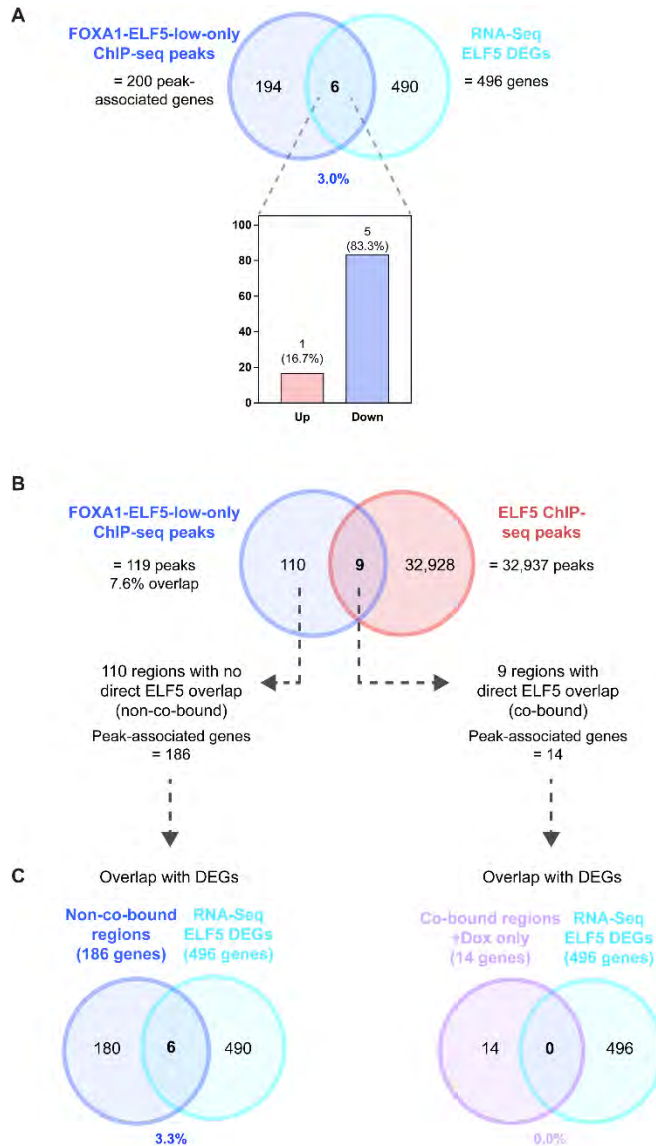 A
FOXA1-ELF5-low-only
ChIP-seq peaks
= 200 peak-
associated genes
194
6
490
RNA-Seq
ELF5 DEGs
= 496 genes
3.0%
100
80
60
40
20
0
1
(16.7%)
5
(83.3%)
Up
Down
B
FOXA1-ELF5-low-only
ChIP-seq peaks
= 119 peaks
7.6% overlap
110
9
32,928
ELF5 ChIP-
seq peaks
= 32,937 peaks
110 regions with no
direct ELF5 overlap
(non-co-bound)
Peak-associated genes
= 186
9 regions with
direct ELF5 overlap
(co-bound)
Peak-associated genes
= 14
C
Overlap with DEGs
Non-co-bound
regions
(186 genes)
RNA-Seq
ELF5 DEGs
(496 genes)
180
6
490
3.3%
Overlap with DEGs
Co-bound regions
+Dox only
(14 genes)
RNA-Seq
ELF5 DEGs
(496 genes)
14
0
496
0.0%